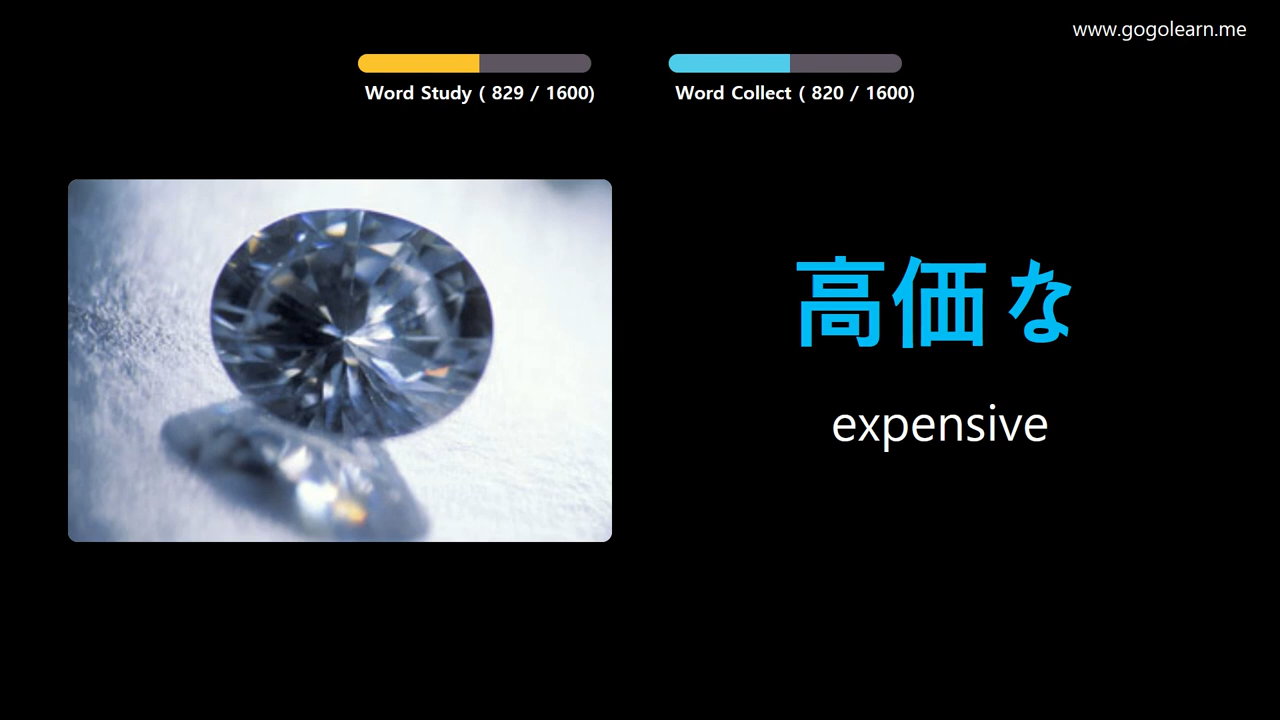 www.gogolearn.me
Word Study ( 829 / 1600)
Word Collect ( 820 / 1600)
高価な
expensive